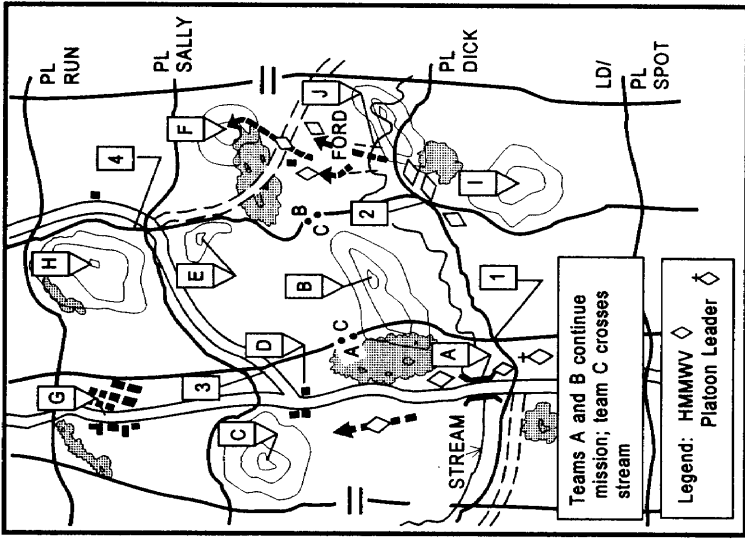 PL
RUN
PL
SALLY
PL
DICK
LD/
PL
SPOT
4
F
J
FORD
H
E
B
C
2
I
B
D
1
G
3
A
C
A
C
STREAM
Teams A and B continue
mission; team C crosses
stream
Legend: HMMWV
Platoon Leader